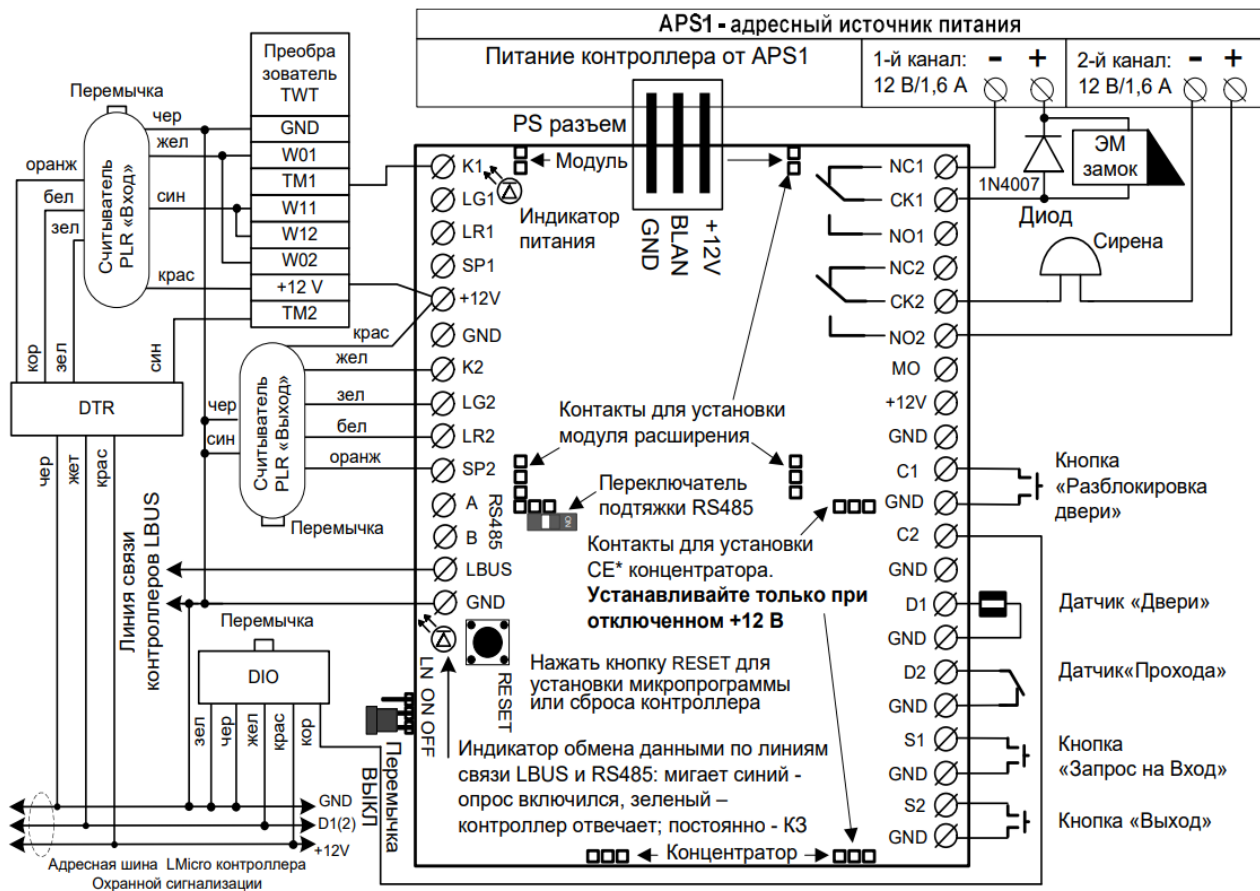 APS1 - адресный источник питания
Питание контроллера от APS1
1-й канал: - +
12 В/1,6 А
2-й канал: - +
12 В/1,6 А
Преобра
зователь
TWT
GND
W01
TM1
W11
W12
W02
+12 V
TM2
Перемычка
чер
жел
син
крас
оранж
бел
зел
Считыватель
PLR «Вход»
кор
зел
син
DTR
чер
жет
крас
Считыватель
PLR «Выход»
крас
жел
зел
бел
оранж
чер
син
Перемычка
Линия связи
контроллеров LBUS
Перемычка
DIO
зел
чер
жел
крас
кор
GND
D1(2)
+12V
Адресная шина LMicro контроллера
Охранной сигнализации
PS разъем
GND
BLAN
+12V
Модуль
Индикатор
питания
K1
LG1
LR1
SP1
+12V
GND
K2
LG2
LR2
SP2
A
B
RS485
LBUS
GND
LN ON OFF
RESET
Перемычка
ВЫКЛ
Контакты для установки
модуля расширения
Переключатель
подтяжки RS485
ON
Контакты для установки
CE* концентратора.
Устанавливайте только при
отключенном +12 В
Нажать кнопку RESET для
установки микропрограммы
или сброса контроллера
Индикатор обмена данными по линиям
связи LBUS и RS485: мигает синий -
опрос включился, зеленый –
контроллер отвечает; постоянно - КЗ
Концентратор
NC1
CK1
NO1
NC2
CK2
NO2
MO
+12V
GND
C1
GND
C2
GND
D1
GND
D2
GND
S1
GND
S2
GND
1N4007
Диод
ЭМ
замок
Сирена
Кнопка
«Разблокировка
двери»
Датчик «Двери»
Датчик«Прохода»
Кнопка
«Запрос на Вход»
Кнопка «Выход»